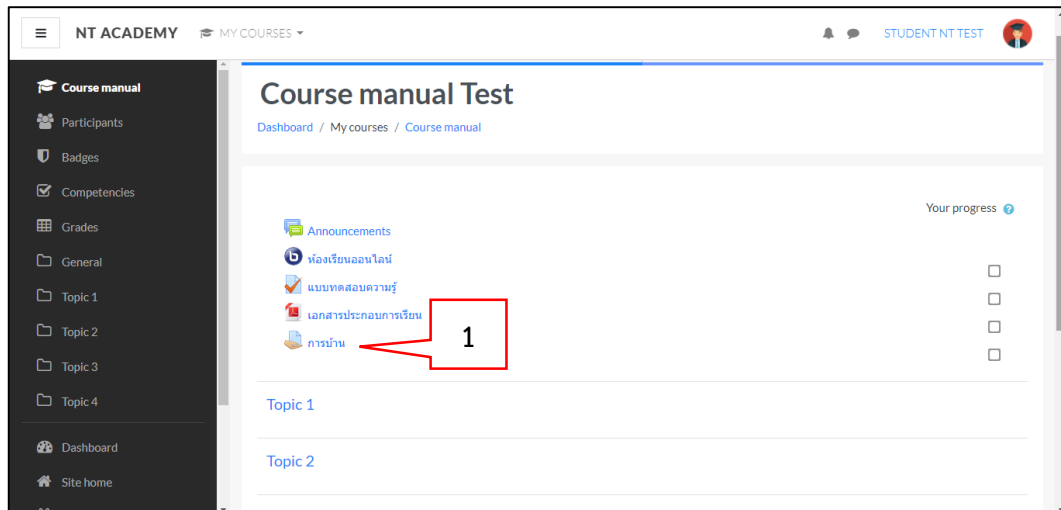 NT ACADEMY MY COURSES STUDENT NT TEST
Course manual
Participants
Badges
Competencies
Grades
General
Topic 1
Topic 2
Topic 3
Topic 4
Dashboard
Site home
Course manual Test
Dashboard / My courses / Course manual
Your progress ?
Announcements
ห้องเรียนออนไลน์
แบบทดสอบความรู้
เอกสารประกอบการเรียน
การบ้าน
1
Topic 1
Topic 2